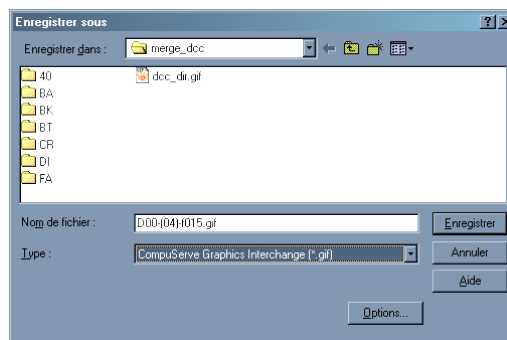 Enregistrer sous
Enregistrer dans :
merge_dcc
40
dcc_dir.gif
BA
BK
BT
CR
DI
FA
Nom de fichier :
D00-(04)-f015.gif
Enregistrer
Type :
CompuServe Graphics Interchange (*.gif)
Annuler
Aide
Options...